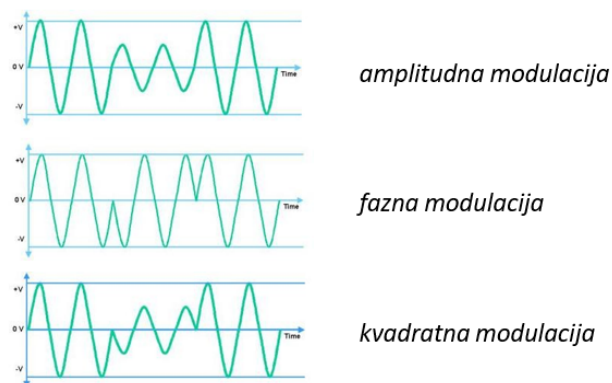 +V
0 V
Time
-V
amplitudna modulacija
+V
0 V
Time
-V
fazna modulacija
+V
0 V
Time
-V
kvadratna modulacija